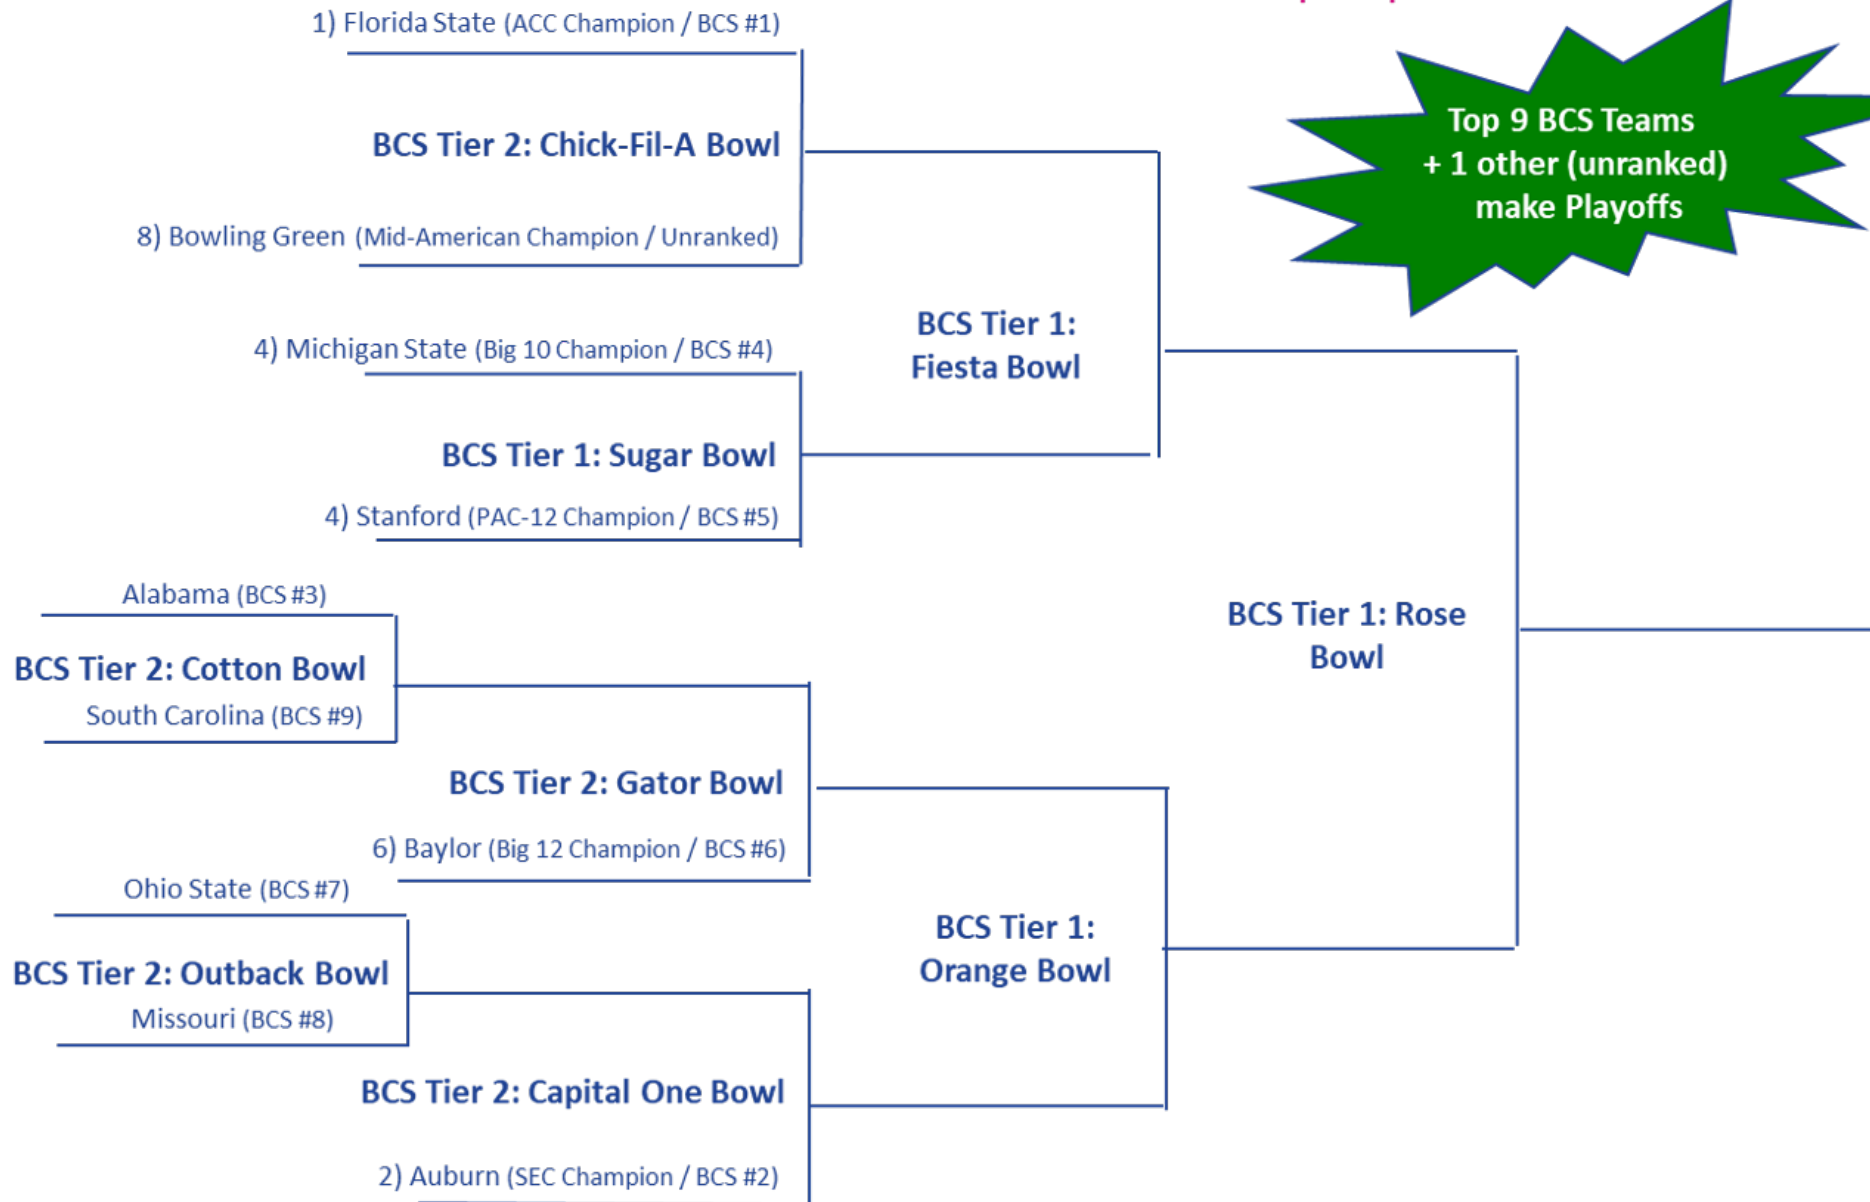 1) Florida State (ACC Champion / BCS #1)
BCS Tier 2: Chick-Fil-A Bowl
8) Bowling Green (Mid-American Champion / Unranked)
Top 9 BCS Teams
+ 1 other (unranked)
make Playoffs
BCS Tier 1:
Fiesta Bowl
4) Michigan State (Big 10 Champion / BCS #4)
BCS Tier 1: Sugar Bowl
4) Stanford (PAC-12 Champion / BCS #5)
Alabama (BCS #3)
BCS Tier 2: Cotton Bowl
South Carolina (BCS #9)
BCS Tier 1: Rose
Bowl
BCS Tier 2: Gator Bowl
6) Baylor (Big 12 Champion / BCS #6)
Ohio State (BCS #7)
BCS Tier 2: Outback Bowl
Missouri (BCS #8)
BCS Tier 1:
Orange Bowl
BCS Tier 2: Capital One Bowl
2) Auburn (SEC Champion / BCS #2)